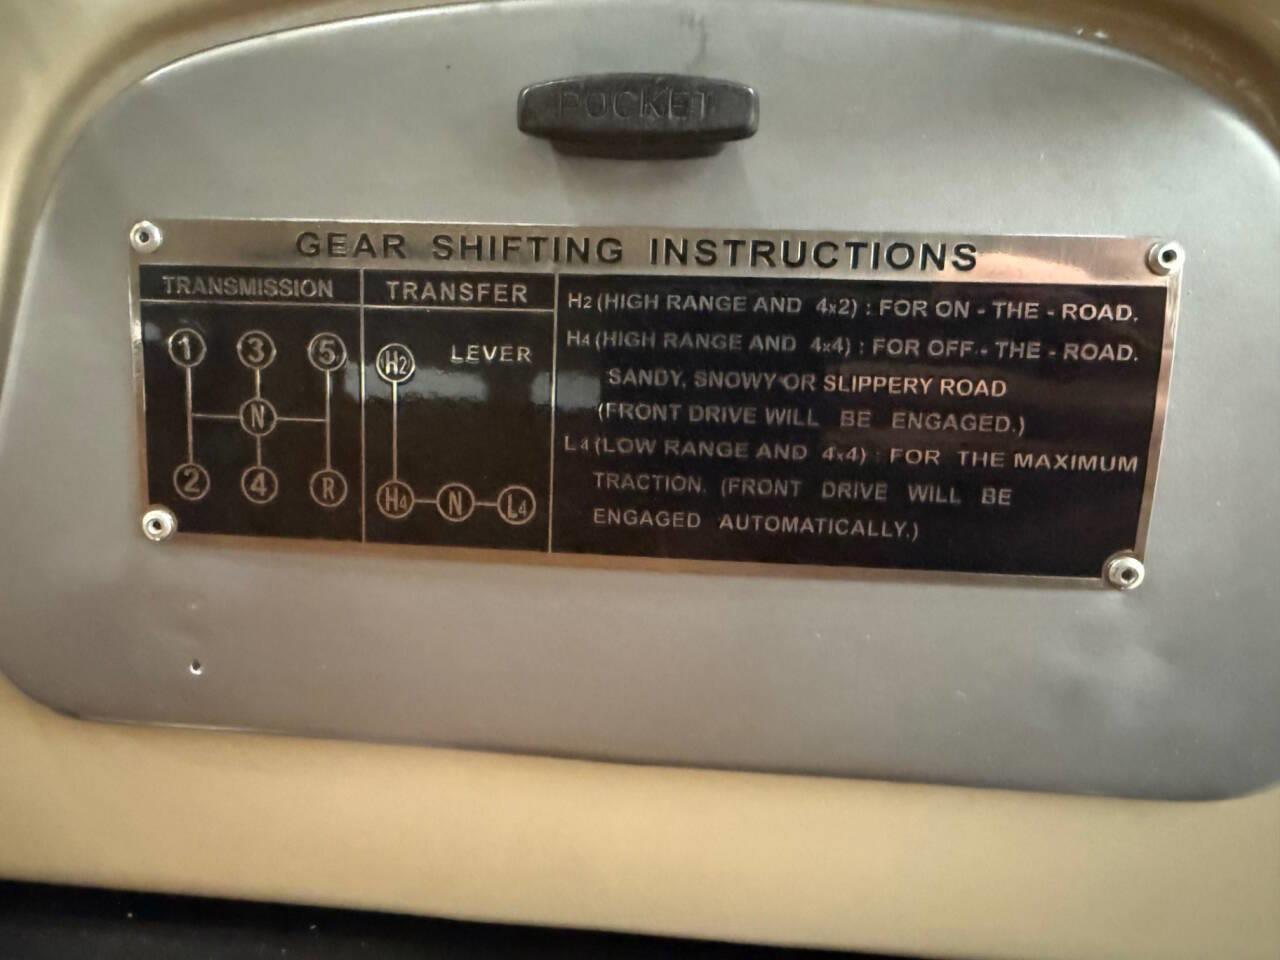 POCKET
GEAR SHIFTING INSTRUCTIONS
TRANSMISSION
1 3 5
N
2 4 R
TRANSFER
H2 LEVER
H4 N L4
H2 (HIGH RANGE AND 4x2) : FOR ON - THE - ROAD.
H4 (HIGH RANGE AND 4x4) : FOR OFF - THE - ROAD.
SANDY, SNOWY OR SLIPPERY ROAD
(FRONT DRIVE WILL BE ENGAGED.)
L4 (LOW RANGE AND 4x4) : FOR THE MAXIMUM
TRACTION. (FRONT DRIVE WILL BE
ENGAGED AUTOMATICALLY.)